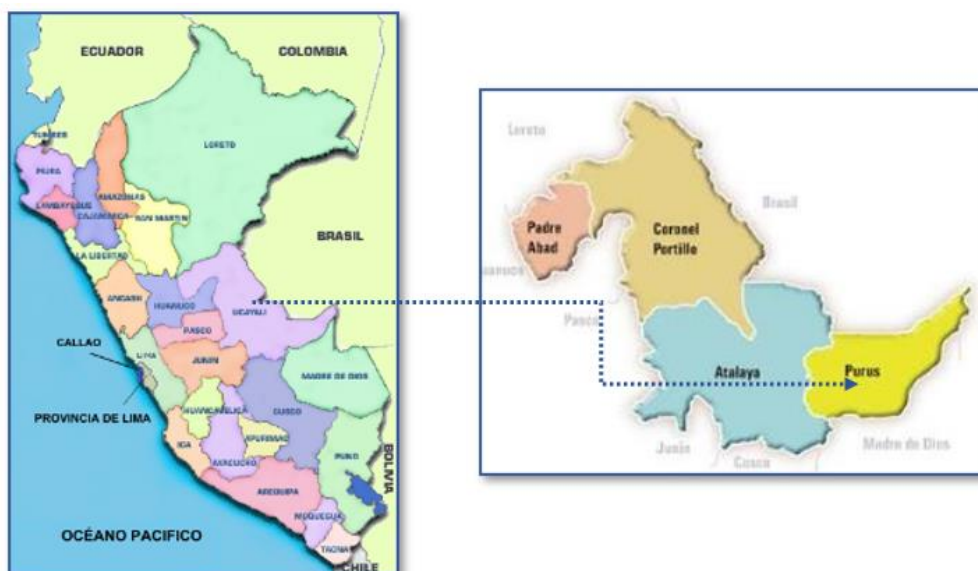 ECUADOR
COLOMBIA
TUMBES
LORETO
PIURA
AMAZONAS
LAMBAYEQUE
CAJAMARCA
SAN MARTIN
BRASIL
LA LIBERTAD
ANCASH
HUANUCO
UCAYALI
PASCO
CALLAO
LIMA
JUNIN
MADRE DE DIOS
PROVINCIA DE LIMA
HUANCAVELICA
CUSCO
ICA
APURIMAC
AYACUCHO
PUNO
BOLIVIA
AREQUIPA
MOQUEGUA
OCÉANO PACIFICO
TACNA
CHILE
Loreto
Brasil
Padre
Abad
Coronel
Portillo
Huanuco
Pasco
Atalaya
Purus
Junin
Cusco
Madre de Dios